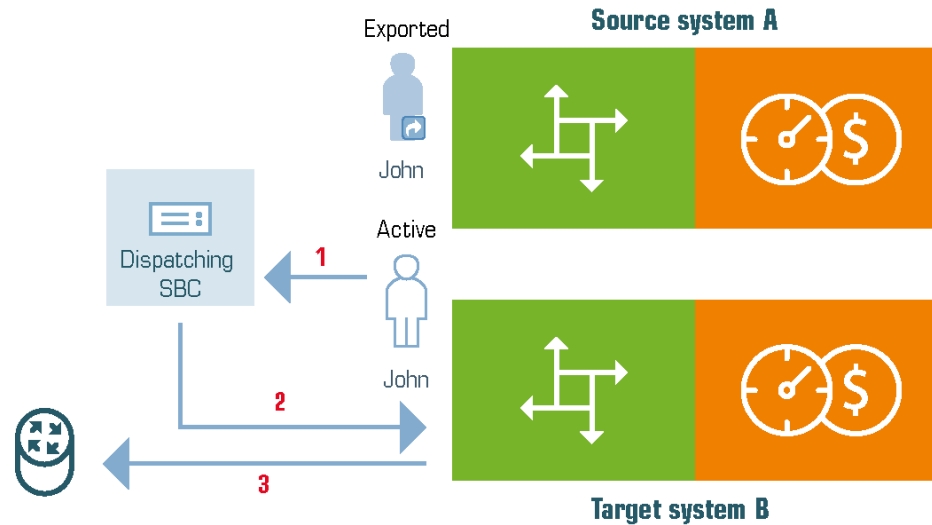 Source system A
Exported
$
John
Active
1
Dispatching
SBC
$
John
2
3
Target system B